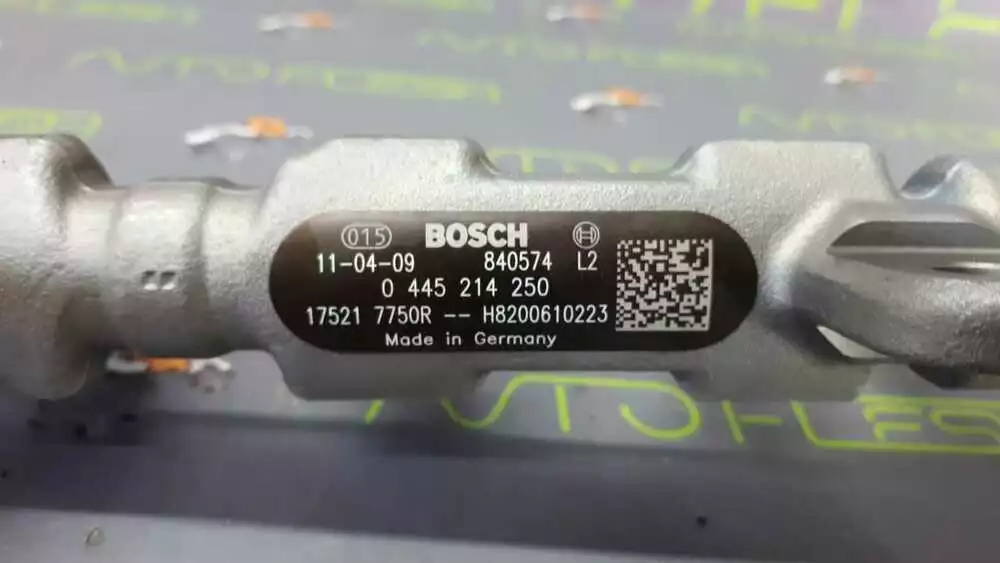 015 BOSCH
11-04-09 840574 L2
0 445 214 250
17521 7750R -- H8200610223
Made in Germany